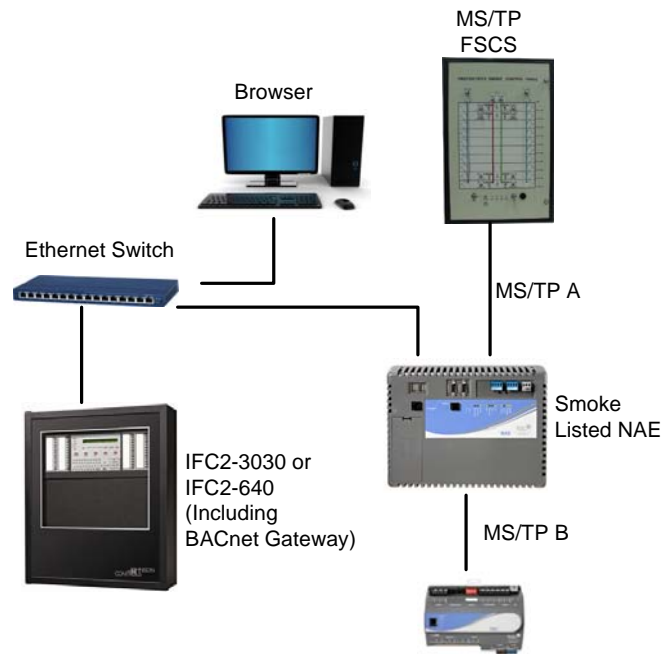 MS/TP
FSCS
Browser
Ethernet Switch
MS/TP A
Smoke
Listed NAE
IFC2-3030 or
IFC2-640
(Including
BACnet Gateway)
MS/TP B